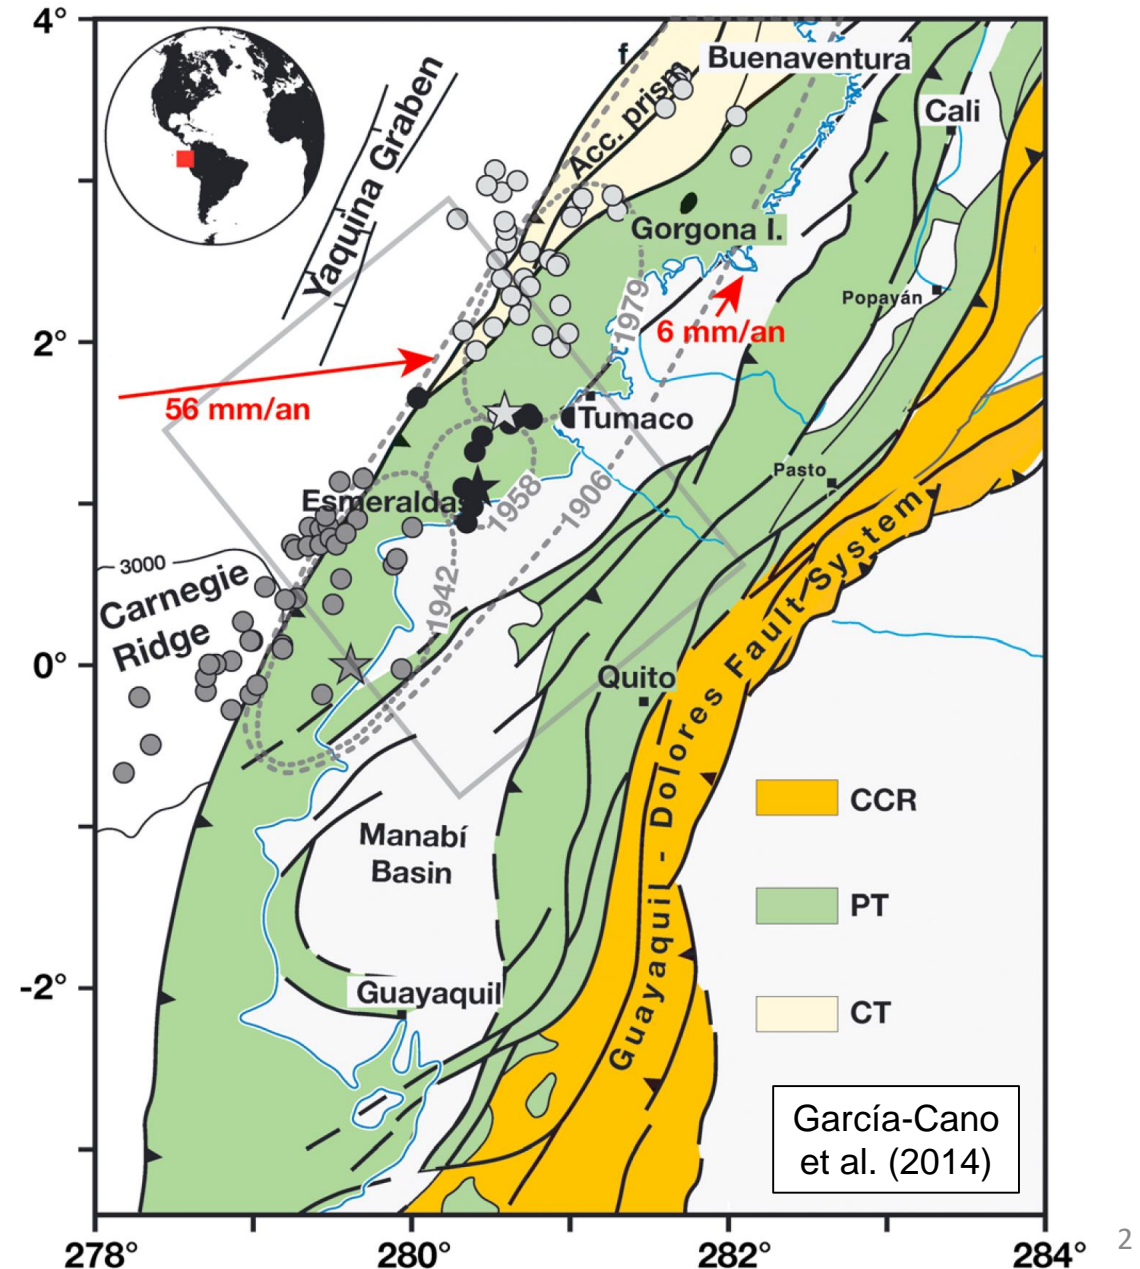 4°
f
Buenaventura
Acc. prism
Cali
Yaquina Graben
Gorgona I.
Popayán
1979
2°
6 mm/an
56 mm/an
Tumaco
Pasto
Esmeraldas
1958
1906
3000
Carnegie
Ridge
1942
0°
Quito
Guayaquil - Dolores Fault System
CCR
Manabí
Basin
PT
-2°
Guayaquil
CT
García-Cano
et al. (2014)
278°
280°
282°
284°
2